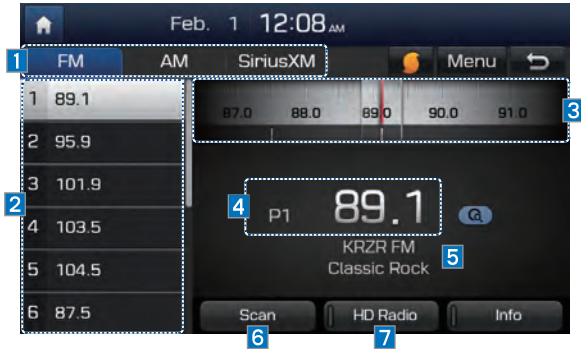 Feb. 1 12:08 AM
1 FM AM SiriusXM Menu
1 89.1
2 95.9
3 101.9
4 103.5
5 104.5
6 87.5
2
87.0 88.0 89.0 90.0 91.0
3
4 P1 89.1
KRZR FM
Classic Rock
5
Scan HD Radio Info
6 7